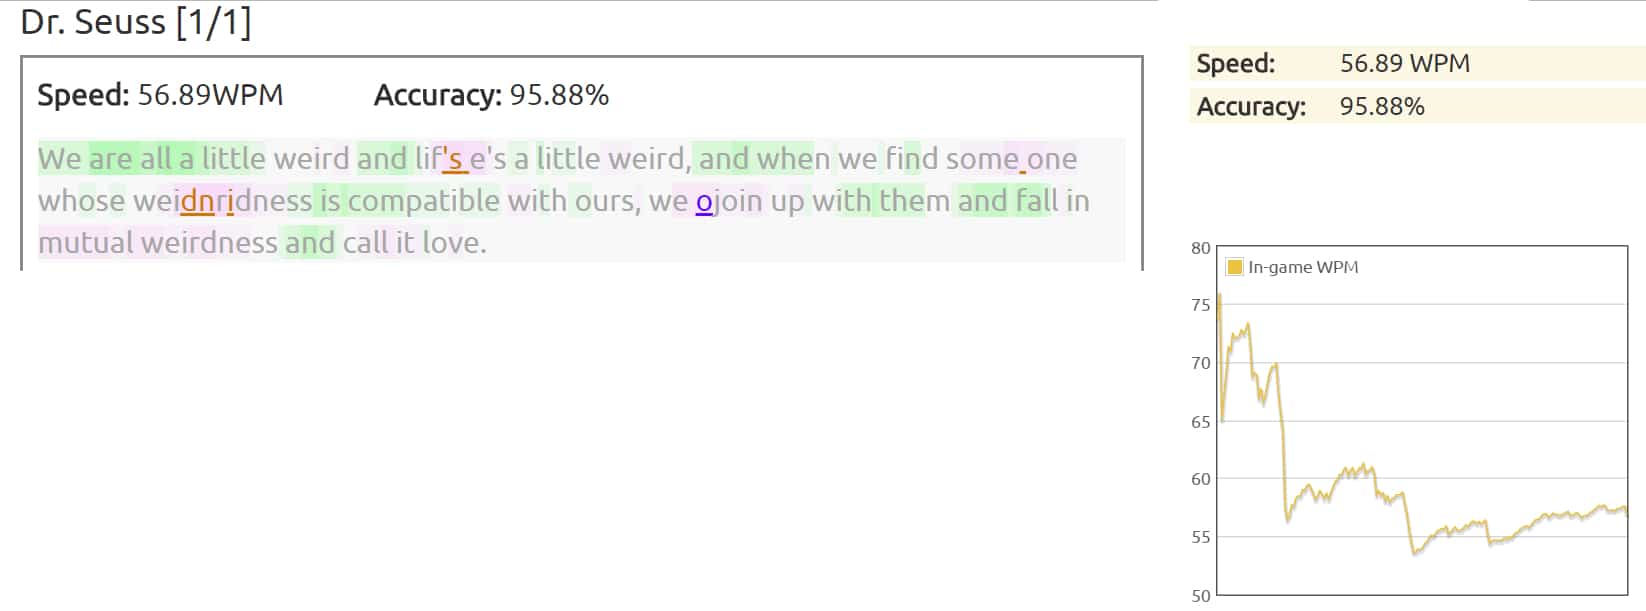 Dr. Seuss [1/1]
Speed: 56.89WPM Accuracy: 95.88%
We are all a little weird and lif's e's a little weird, and when we find some one
whose weidnridness is compatible with ours, we ojoin up with them and fall in
mutual weirdness and call it love.
Speed: 56.89 WPM
Accuracy: 95.88%
In-game WPM
80
75
70
65
60
55
50